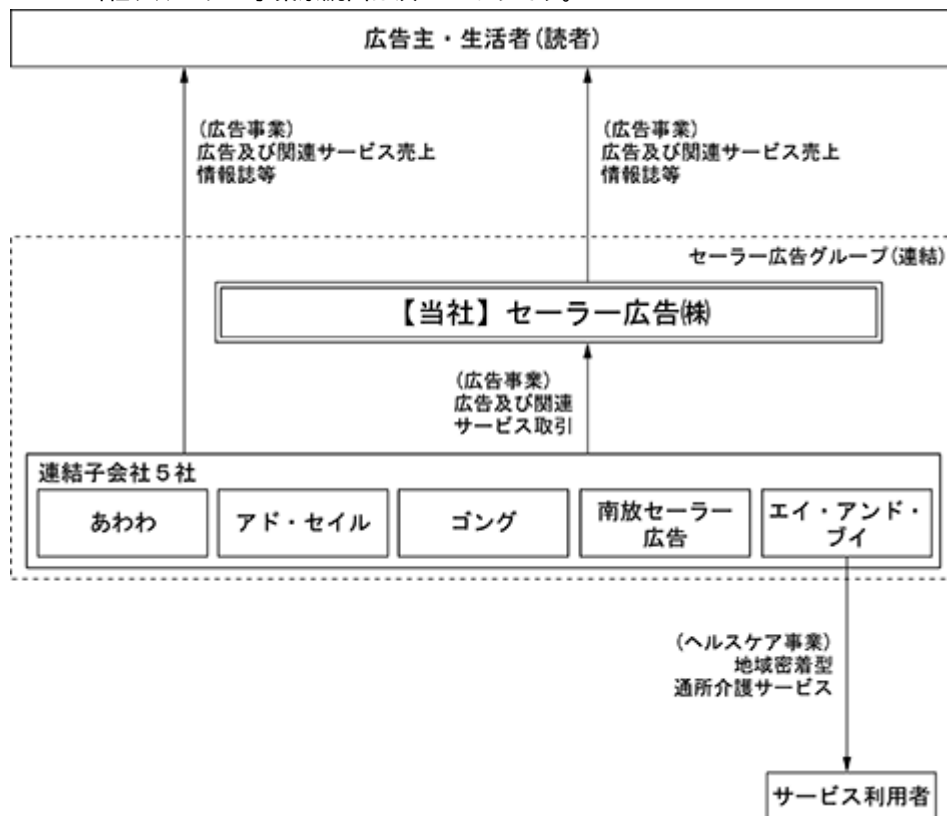 広告主・生活者(読者)
(広告事業)
広告及び関連サービス売上
情報誌等
(広告事業)
広告及び関連サービス売上
情報誌等
セーラー広告グループ(連結)
【当社】セーラー広告㈱
(広告事業)
広告及び関連
サービス取引
連結子会社5社
あわわ
アド・セイル
ゴング
南放セーラー
広告
エイ・アンド・
ブイ
(ヘルスケア事業)
地域密着型
通所介護サービス
サービス利用者